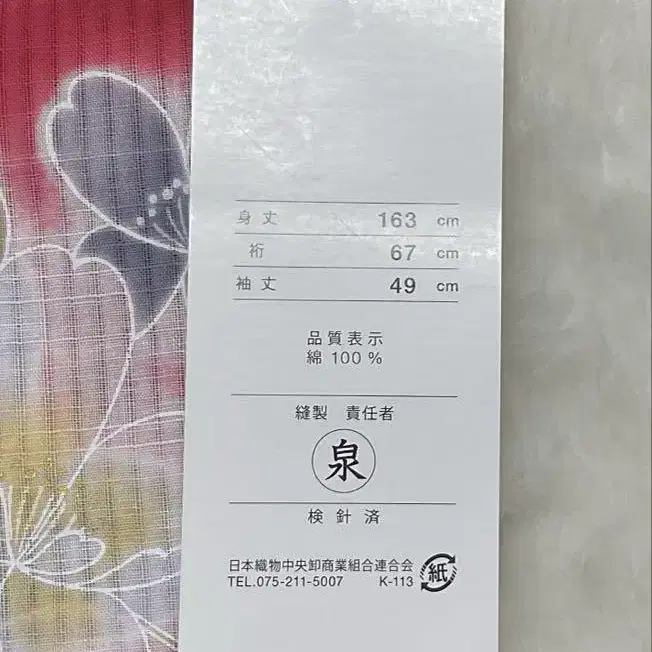 身丈 163 cm
裄 67 cm
袖丈 49 cm
品質表示
綿 100 %
縫製 責任者
泉
検針済
日本織物中央卸商業組合連合会
TEL.075-211-5007 K-113
紙